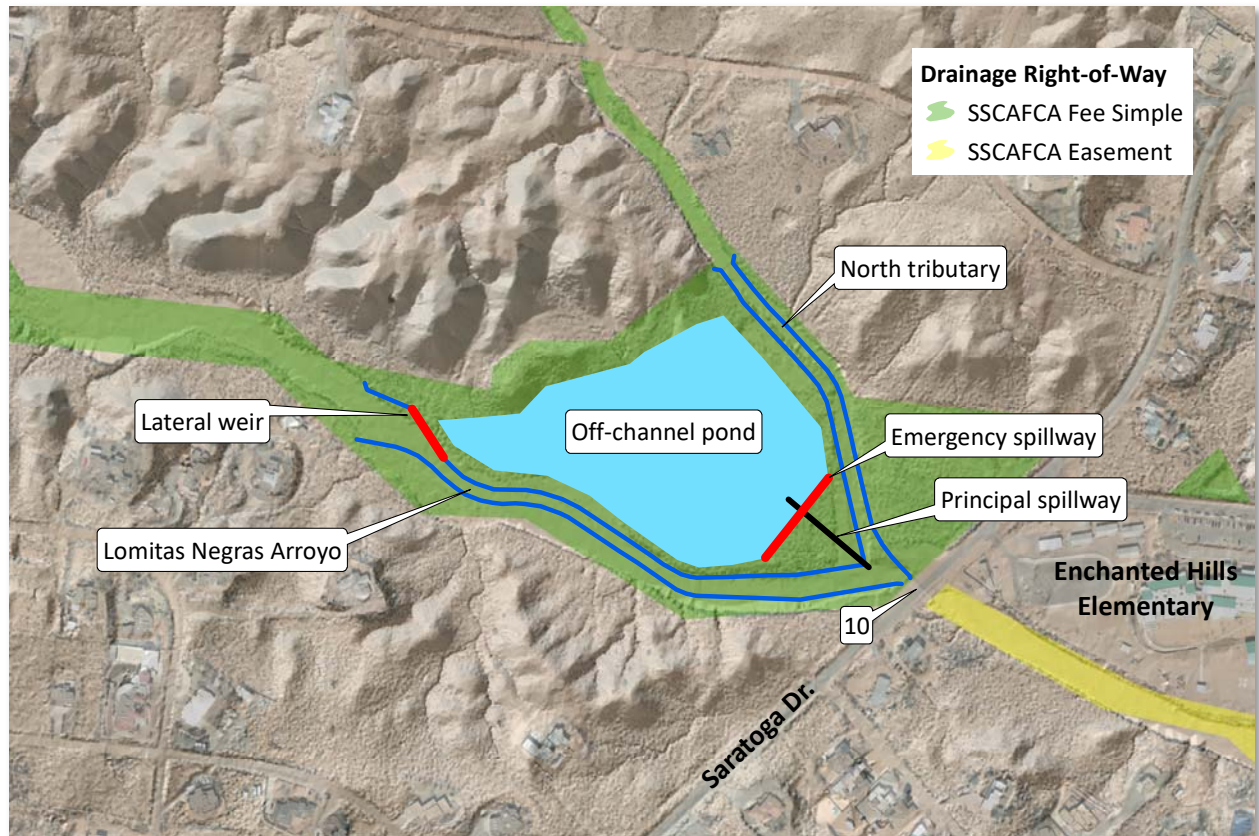 Drainage Right-of-Way
SSCAFCA Fee Simple
SSCAFCA Easement
North tributary
Lateral weir
Off-channel pond
Emergency spillway
Principal spillway
Lomitas Negras Arroyo
Enchanted Hills
Elementary
10
Saratoga Dr.